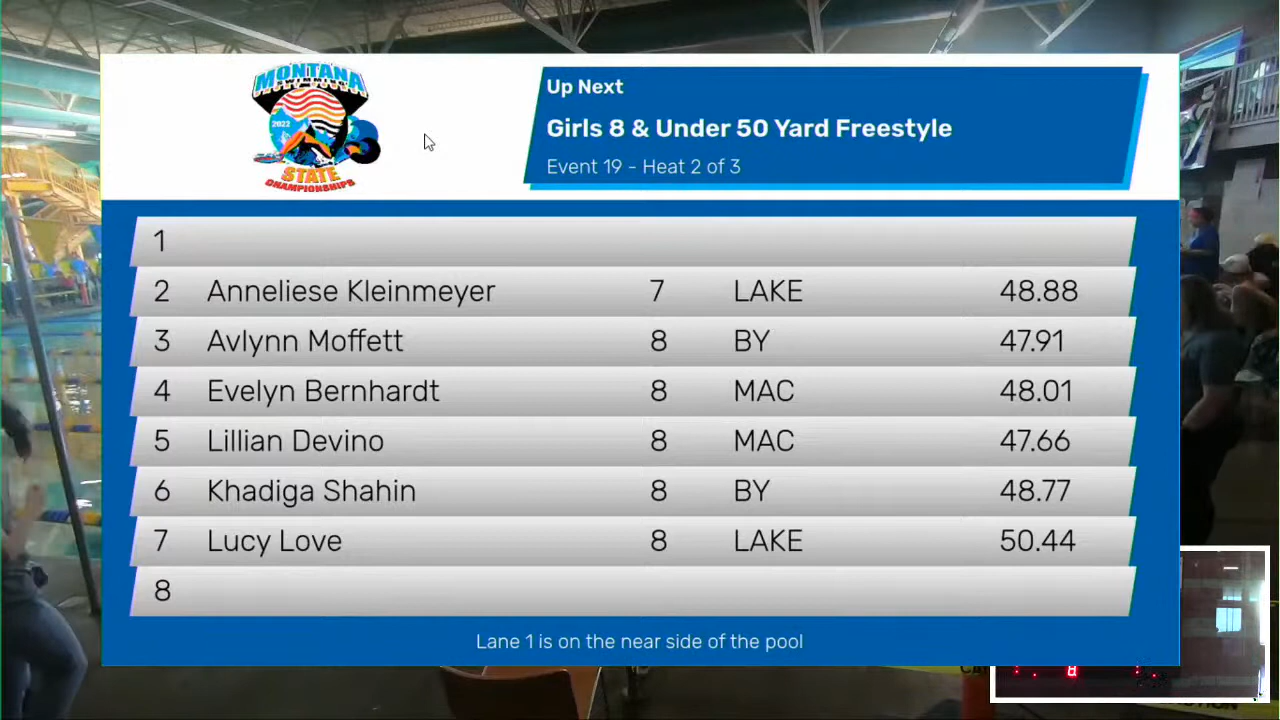 MONTANA
SWIMMING
2022
STATE
CHAMPIONSHIPS
Up Next
Girls 8 & Under 50 Yard Freestyle
Event 19 - Heat 2 of 3
1
2 Anneliese Kleinmeyer 7 LAKE 48.88
3 Avlynn Moffett 8 BY 47.91
4 Evelyn Bernhardt 8 MAC 48.01
5 Lillian Devino 8 MAC 47.66
6 Khadiga Shahin 8 BY 48.77
7 Lucy Love 8 LAKE 50.44
8
Lane 1 is on the near side of the pool